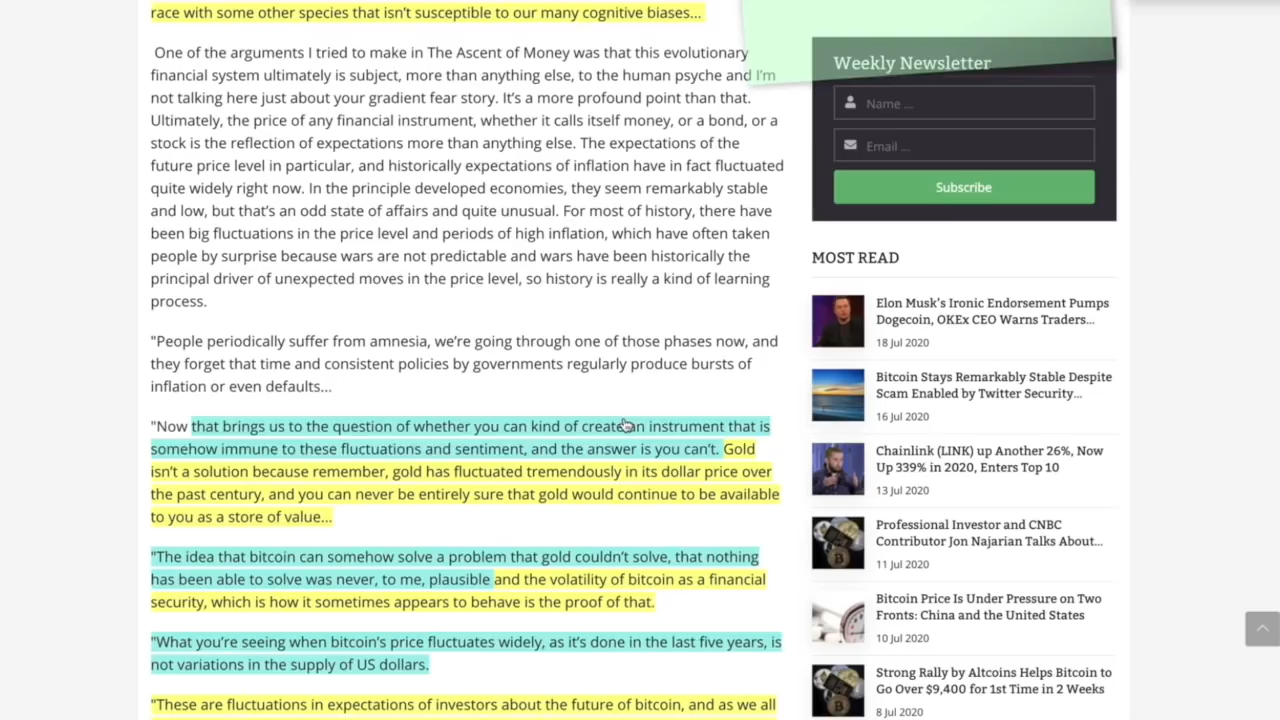 race with some other species that isn't susceptible to our many cognitive biases...
One of the arguments I tried to make in The Ascent of Money was that this evolutionary
financial system ultimately is subject, more than anything else, to the human psyche and I'm
not talking here just about your gradient fear story. It's a more profound point than that.
Ultimately, the price of any financial instrument, whether it calls itself money, or a bond, or a
stock is the reflection of expectations more than anything else. The expectations of the
future price level in particular, and historically expectations of inflation have in fact fluctuated
quite widely right now. In the principle developed economies, they seem remarkably stable
and low, but that's an odd state of affairs and quite unusual. For most of history, there have
been big fluctuations in the price level and periods of high inflation, which have often taken
people by surprise because wars are not predictable and wars have been historically the
principal driver of unexpected moves in the price level, so history is really a kind of learning
process.
"People periodically suffer from amnesia, we're going through one of those phases now, and
they forget that time and consistent policies by governments regularly produce bursts of
inflation or even defaults...
"Now that brings us to the question of whether you can kind of create an instrument that is
somehow immune to these fluctuations and sentiment, and the answer is you can't. Gold
isn't a solution because remember, gold has fluctuated tremendously in its dollar price over
the past century, and you can never be entirely sure that gold would continue to be available
to you as a store of value...
"The idea that bitcoin can somehow solve a problem that gold couldn't solve, that nothing
has been able to solve was never, to me, plausible and the volatility of bitcoin as a financial
security, which is how it sometimes appears to behave is the proof of that.
"What you're seeing when bitcoin's price fluctuates widely, as it's done in the last five years, is
not variations in the supply of US dollars.
"These are fluctuations in expectations of investors about the future of bitcoin, and as we all
Weekly Newsletter
Name ...
Email ...
Subscribe
MOST READ
Elon Musk's Ironic Endorsement Pumps
Dogecoin, OKEx CEO Warns Traders...
18 Jul 2020
Bitcoin Stays Remarkably Stable Despite
Scam Enabled by Twitter Security...
16 Jul 2020
Chainlink (LINK) up Another 26%, Now
Up 339% in 2020, Enters Top 10
13 Jul 2020
Professional Investor and CNBC
Contributor Jon Najarian Talks About...
11 Jul 2020
Bitcoin Price Is Under Pressure on Two
Fronts: China and the United States
10 Jul 2020
Strong Rally by Altcoins Helps Bitcoin to
Go Over $9,400 for 1st Time in 2 Weeks
8 Jul 2020